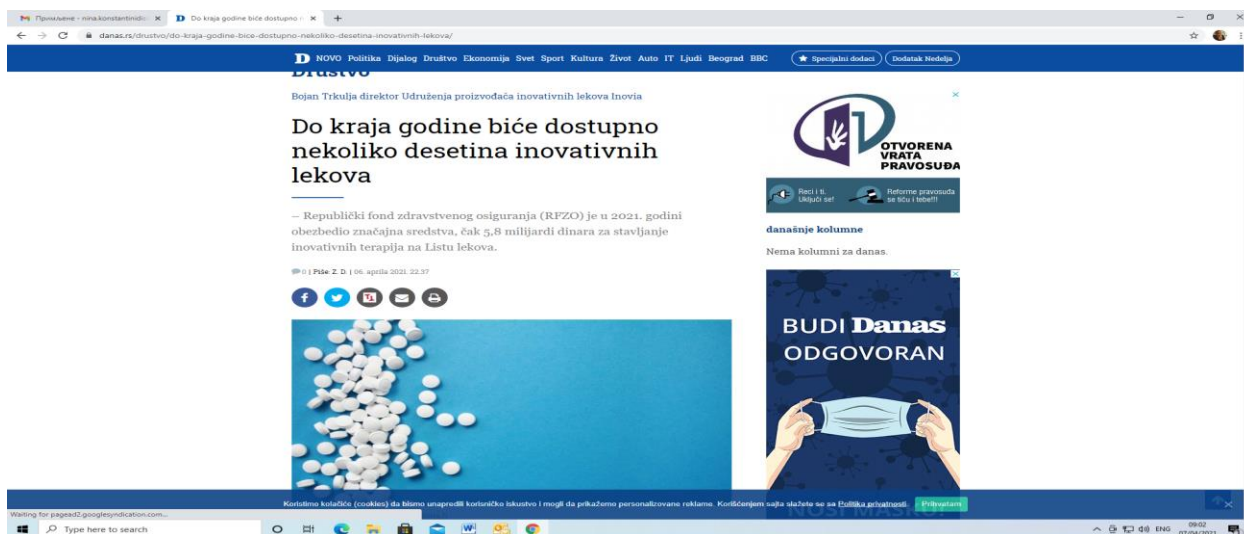 Примљене - nina.konstantinidi
Do kraja godine biće dostupno n
danas.rs/drustvo/do-kraja-godine-bice-dostupno-nekoliko-desetina-inovativnih-lekova/
D NOVO Politika Dijalog Društvo Ekonomija Svet Sport Kultura Život Auto IT Ljudi Beograd BBC
Specijalni dodaci
Dodatak Nedelja
Društvo
Bojan Trkulja direktor Udruženja proizvođača inovativnih lekova Inovia
Do kraja godine biće dostupno
nekoliko desetina inovativnih
lekova
– Republički fond zdravstvenog osiguranja (RFZO) je u 2021. godini
obezbedio značajna sredstva, čak 5,8 milijardi dinara za stavljanje
inovativnih terapija na Listu lekova.
0 | Piše: Z. D. | 06. aprila 2021. 22.37
OTVORENA
VRATA
PRAVOSUĐA
Reci i ti.
Uključi se!
Reforme pravosuđa
se tiču i tebe!!!
današnje kolumne
Nema kolumni za danas.
BUDI Danas
ODGOVORAN
NOSI MASKU!
Koristimo kolačiće (cookies) da bismo unapredili korisničko iskustvo i mogli da prikažemo personalizovane reklame. Korišćenjem sajta slažete se sa Politika privatnosti.
Prihvatam
Waiting for pagead2.googlesyndication.com...
Type here to search
ENG
09:02
07/04/2021